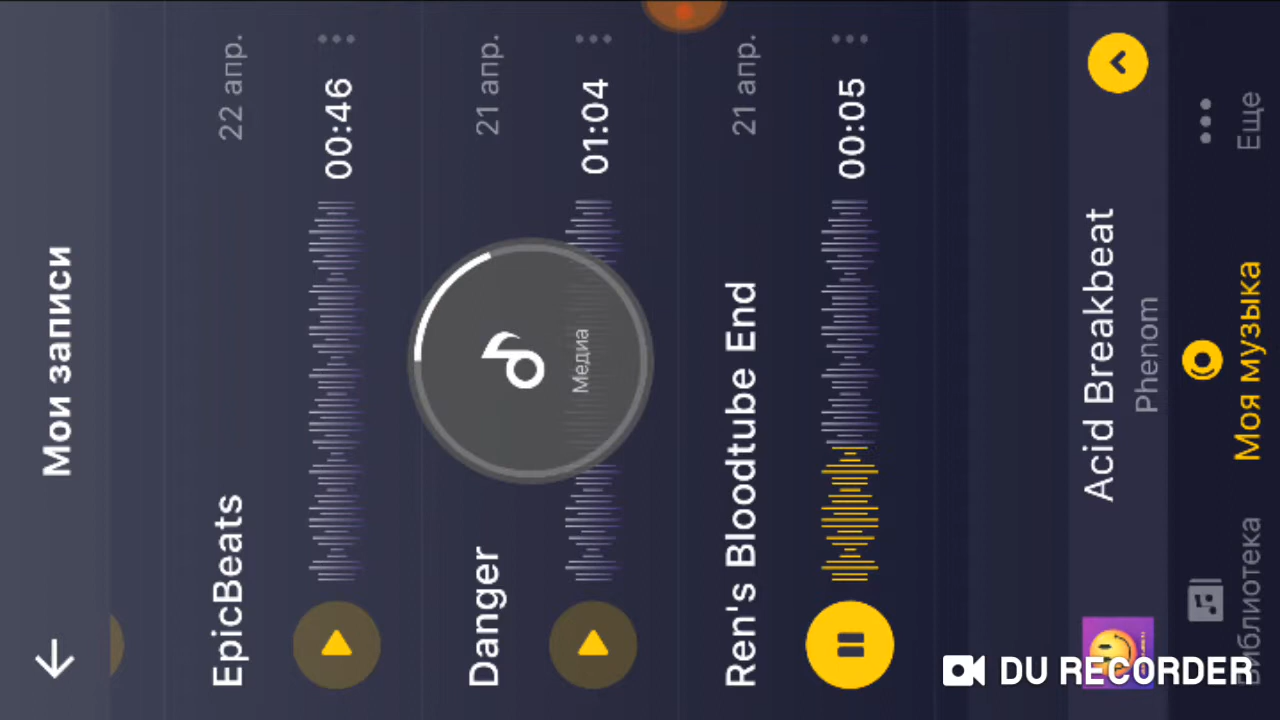 Мои записи
EpicBeats
22 апр.
00:46
Danger
21 апр.
01:04
Медиа
Ren's Bloodtube End
21 апр.
00:05
Acid Breakbeat
Phenom
Библиотека
Моя музыка
Еще
DU RECORDER